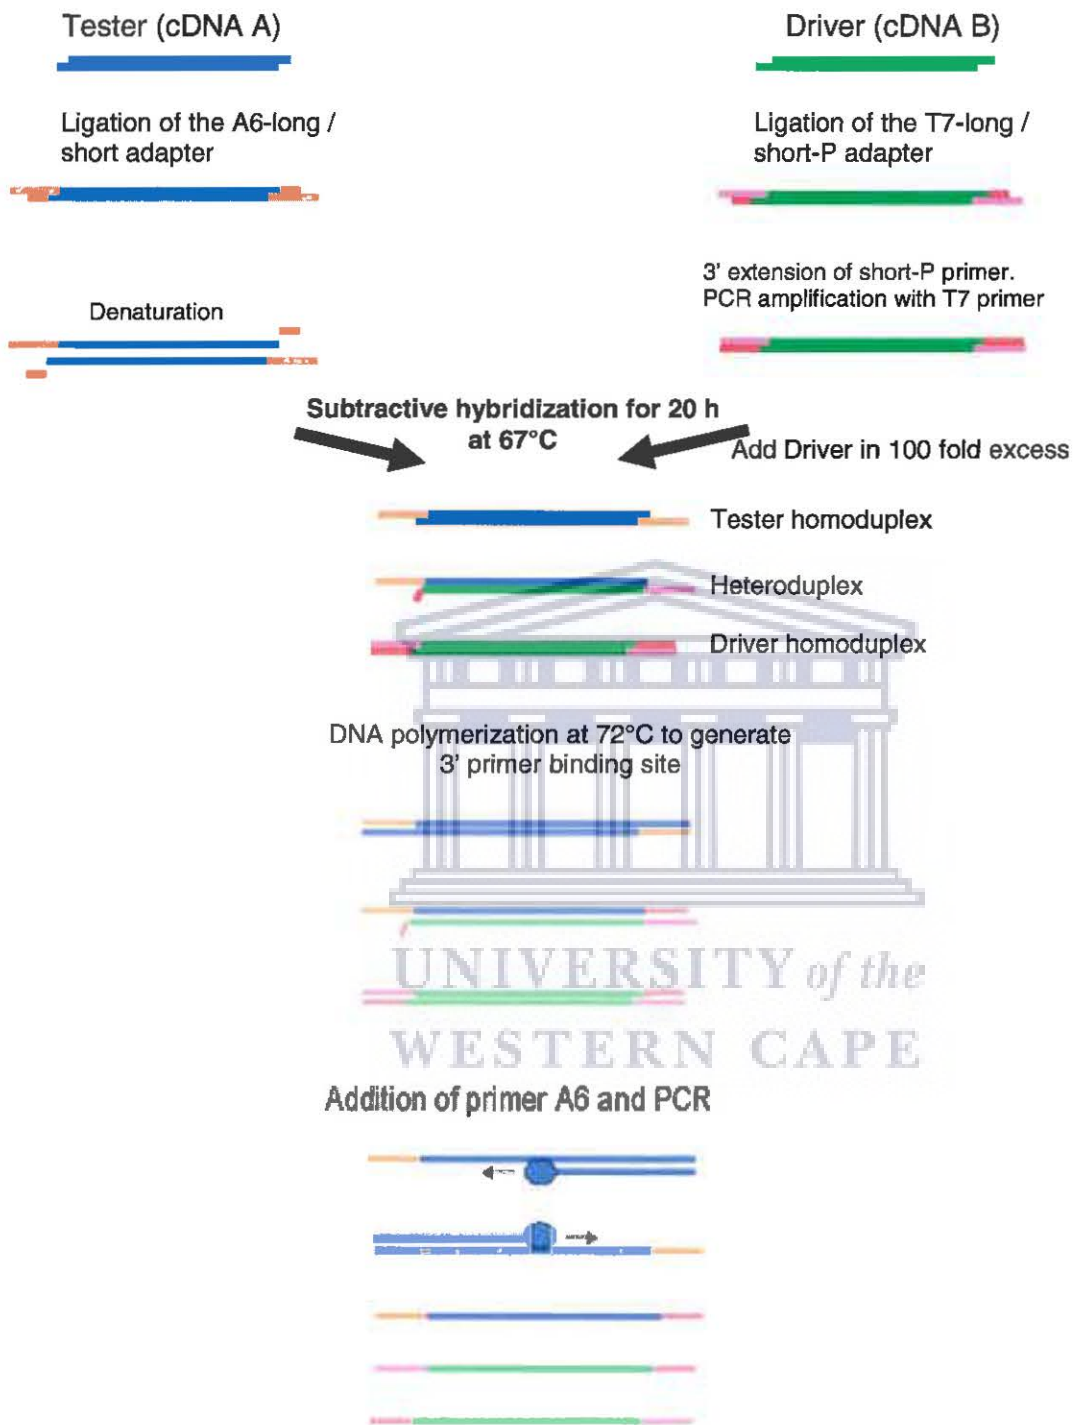 Tester (cDNA A)
Driver (cDNA B)
Ligation of the A6-long /
short adapter
Ligation of the T7-long /
short-P adapter
3' extension of short-P primer.
PCR amplification with T7 primer
Denaturation
Subtractive hybridization for 20 h
at 67°C
Add Driver in 100 fold excess
Tester homoduplex
Heteroduplex
Driver homoduplex
DNA polymerization at 72°C to generate
3' primer binding site
UNIVERSITY of the
WESTERN CAPE
Addition of primer A6 and PCR